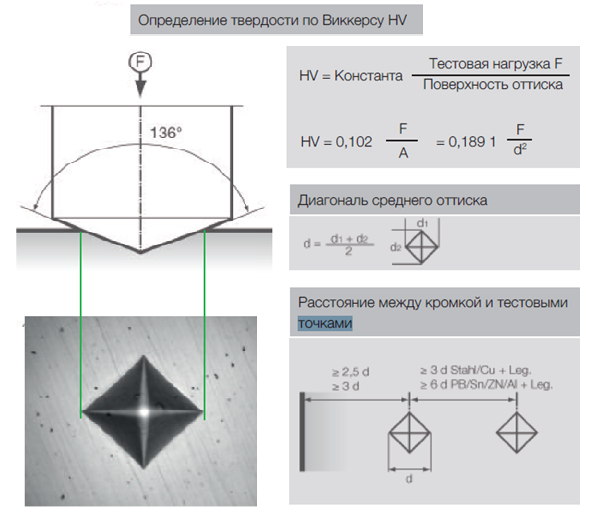 Определение твердости по Виккерсу HV
F
136°
HV = Константа Тестовая нагрузка F
Поверхность оттиска
HV = 0,102 F
A = 0,189 1 F
d²
Диагональ среднего оттиска
d = d1 + d2
2
d1
d2
Расстояние между кромкой и тестовыми
точками
≥ 2,5 d
≥ 3 d
≥ 3 d Stahl/Cu + Leg.
≥ 6 d PB/Sn/ZN/Al + Leg.
d